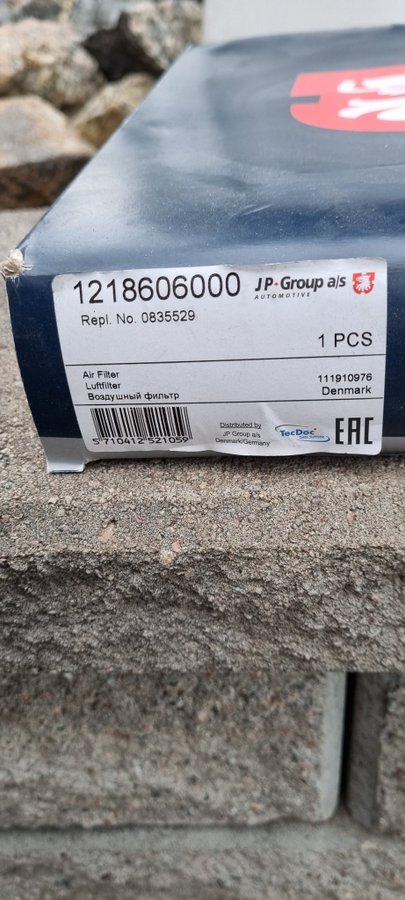 1218606000
JP Group a/s
AUTOMOTIVE
Repl. No. 0835529
1 PCS
Air Filter
Luftfilter
Воздушный фильтр
111910976
Denmark
5 710412 521059
Distributed by
JP Group a/s
Denmark/Germany
TecDoc
EAC